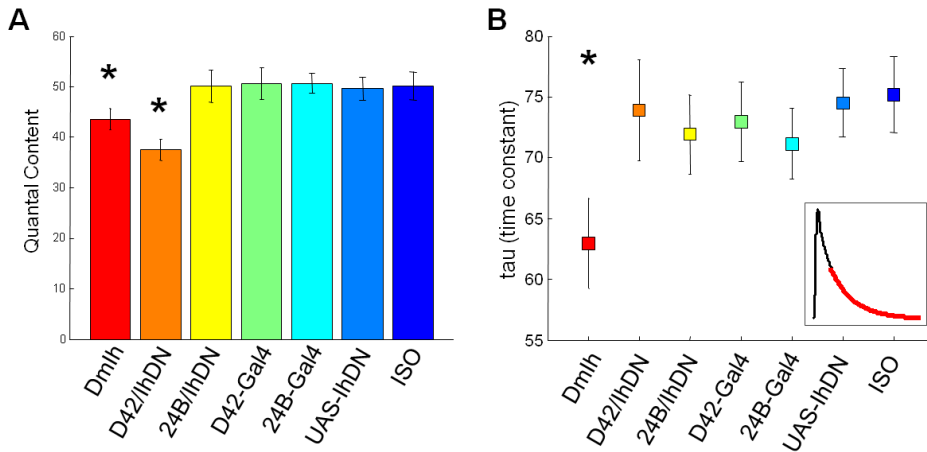 A
Quantal Content
60
50
40
30
20
10
0
*
*
DmIh
D42/IhDN
24B/IhDN
D42-Gal4
24B-Gal4
UAS-IhDN
ISO
B
tau (time constant)
80
75
70
65
60
55
*
DmIh
D42/IhDN
24B/IhDN
D42-Gal4
24B-Gal4
UAS-IhDN
ISO